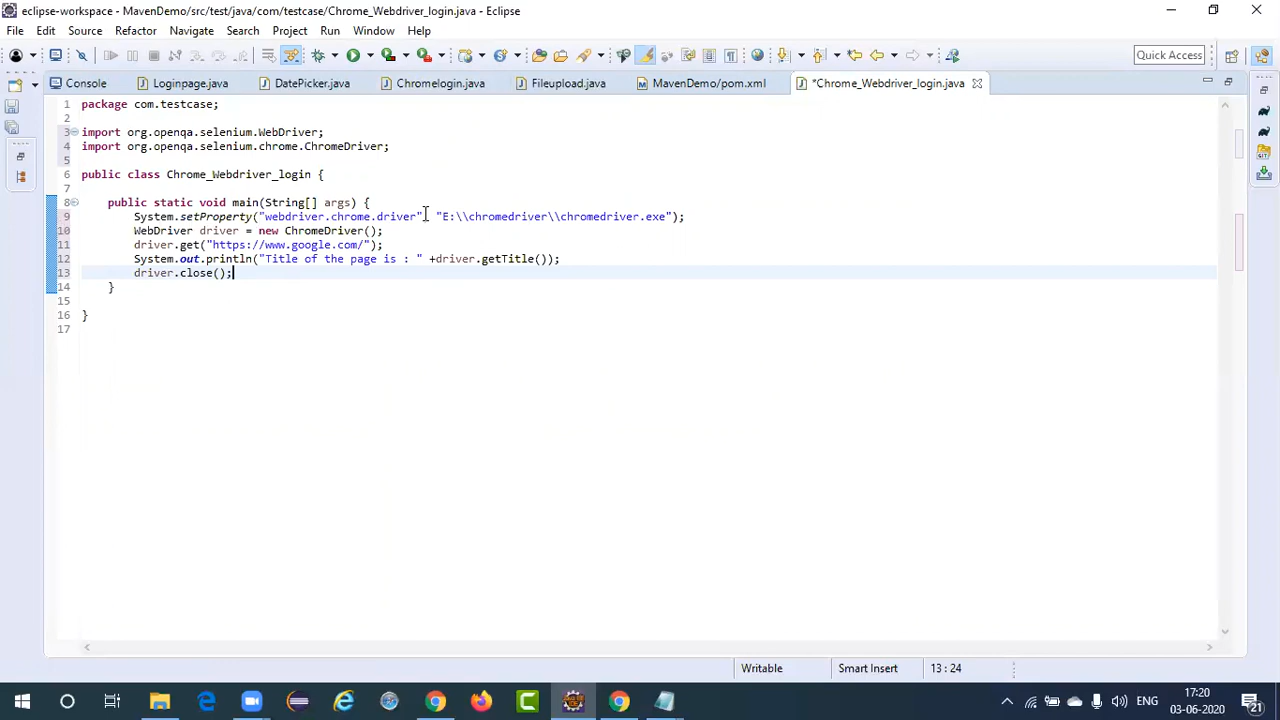 eclipse-workspace - MavenDemo/src/test/java/com/testcase/Chrome_Webdriver_login.java - Eclipse
File Edit Source Refactor Navigate Search Project Run Window Help
Quick Access
Console Loginpage.java DatePicker.java Chromelogin.java Fileupload.java MavenDemo/pom.xml *Chrome_Webdriver_login.java
1 package com.testcase;
2
3 import org.openqa.selenium.WebDriver;
4 import org.openqa.selenium.chrome.ChromeDriver;
5
6 public class Chrome_Webdriver_login {
7
8 public static void main(String[] args) {
9 System.setProperty("webdriver.chrome.driver", "E:\\chromedriver\\chromedriver.exe");
10 WebDriver driver = new ChromeDriver();
11 driver.get("https://www.google.com/");
12 System.out.println("Title of the page is : " +driver.getTitle());
13 driver.close();
14 }
15
16 }
17
Writable Smart Insert 13 : 24
ENG 17:20
03-06-2020
21